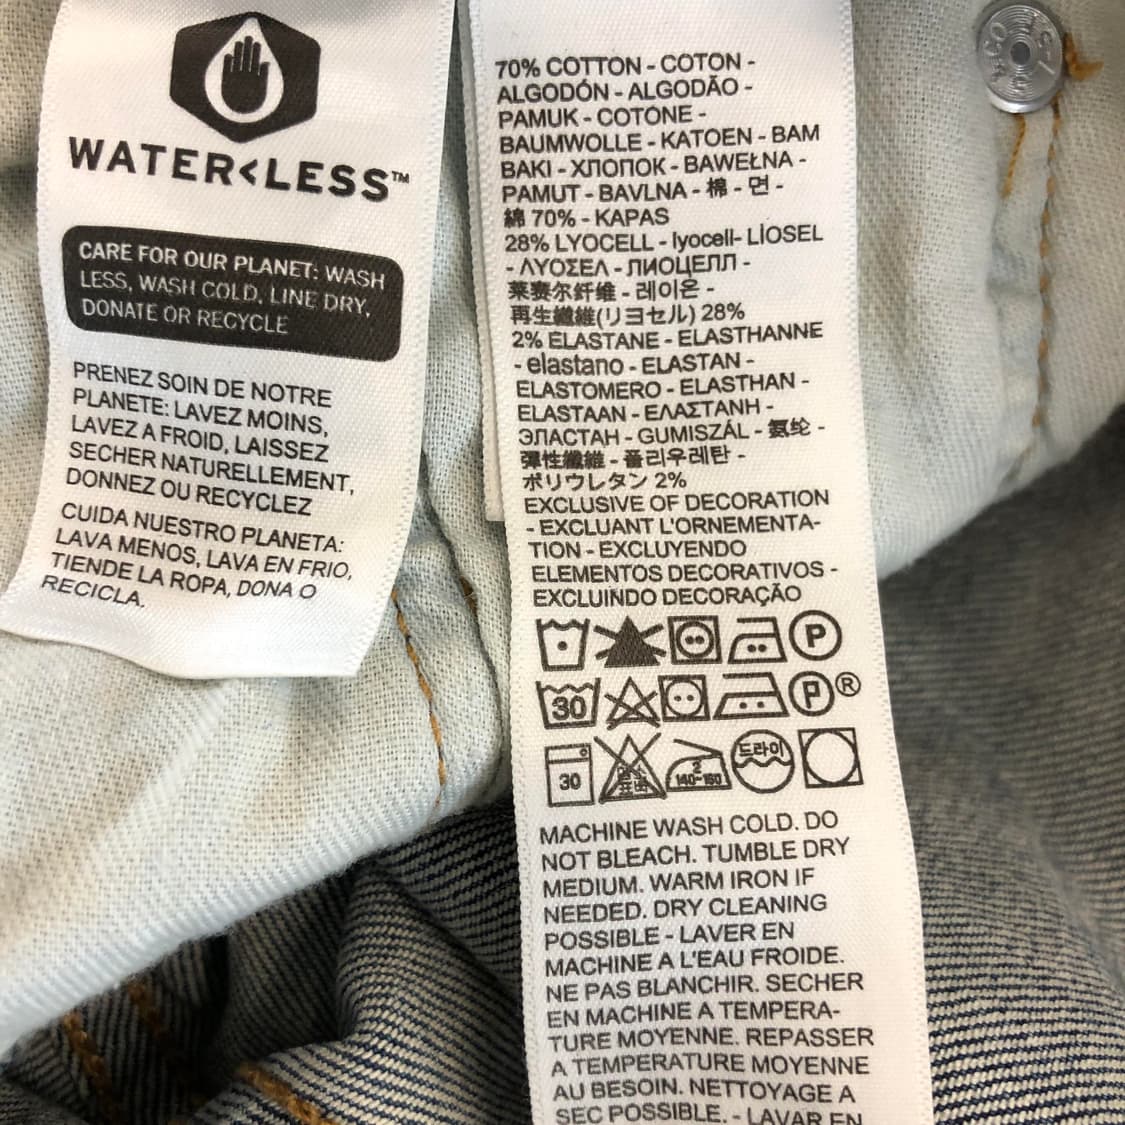 WATER<LESS™
CARE FOR OUR PLANET: WASH
LESS, WASH COLD, LINE DRY,
DONATE OR RECYCLE
PRENEZ SOIN DE NOTRE
PLANETE: LAVEZ MOINS,
LAVEZ A FROID, LAISSEZ
SECHER NATURELLEMENT,
DONNEZ OU RECYCLEZ
CUIDA NUESTRO PLANETA:
LAVA MENOS, LAVA EN FRIO,
TIENDE LA ROPA, DONA O
RECICLA.
70% COTTON - COTON -
ALGODÓN - ALGODÃO -
PAMUK - COTONE -
BAUMWOLLE - KATOEN - BAM
BAKI - ХЛОПОК - BAWEŁNA -
PAMUT - BAVLNA - 棉 - 면 -
綿 70% - KAPAS
28% LYOCELL - lyocell- LİOSEL
- ΛΥΟΣΕΛ - ЛИОЦЕЛЛ -
莱赛尔纤维 - 레이온 -
再生繊維(リヨセル) 28%
2% ELASTANE - ELASTHANNE
- elastano - ELASTAN -
ELASTOMERO - ELASTHAN -
ELASTAAN - ΕΛΑΣΤΑΝΗ -
ЭЛАСТАН - GUMISZÁL - 氨纶 -
彈性纖維 - 폴리우레탄 -
ポリウレタン 2%
EXCLUSIVE OF DECORATION
- EXCLUANT L'ORNEMENTA-
TION - EXCLUYENDO
ELEMENTOS DECORATIVOS -
EXCLUINDO DECORAÇÃO
P
30 P ®
30 2 140-160 드라이
MACHINE WASH COLD. DO
NOT BLEACH. TUMBLE DRY
MEDIUM. WARM IRON IF
NEEDED. DRY CLEANING
POSSIBLE - LAVER EN
MACHINE A L'EAU FROIDE.
NE PAS BLANCHIR. SECHER
EN MACHINE A TEMPERA-
TURE MOYENNE. REPASSER
A TEMPERATURE MOYENNE
AU BESOIN. NETTOYAGE A
SEC POSSIBLE. - LAVAR EN